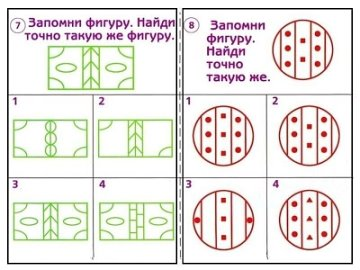 7 Запомни фигуру. Найди
точно такую же фигуру.
1 2
3 4
8 Запомни
фигуру.
Найди
точно
такую же.
1 2
3 4